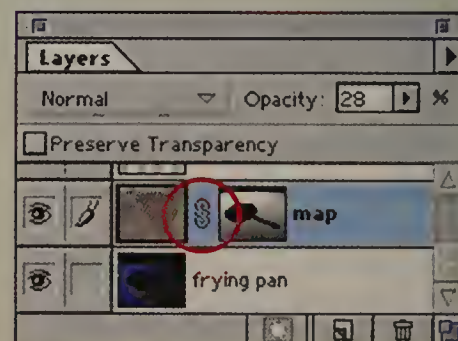 Layers
Normal Opacity: 28 %
Preserve Transparency
map
frying pan